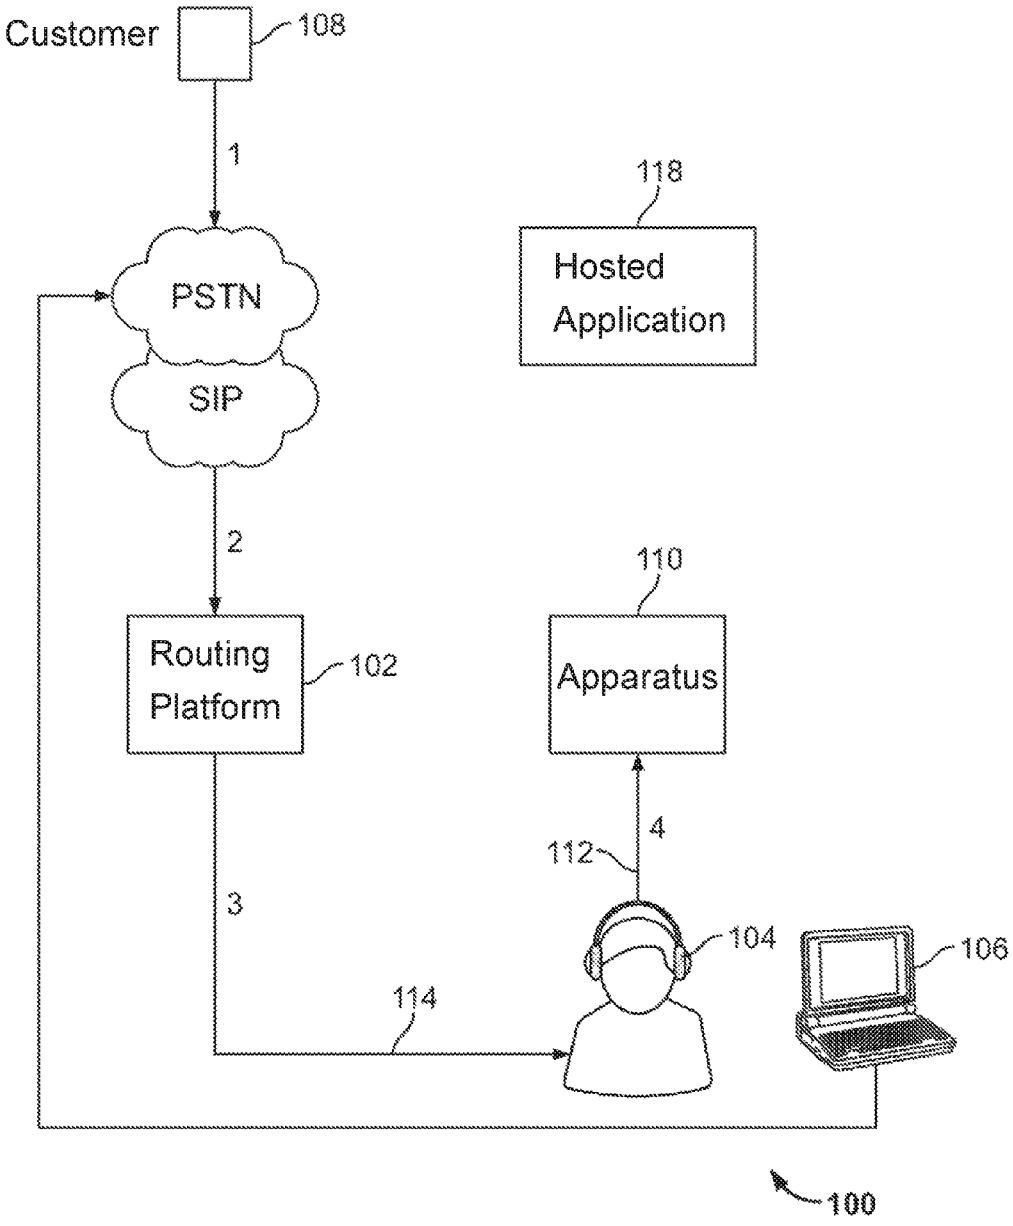 Customer
108
1
118
Hosted
Application
PSTN
SIP
2
110
Routing
Platform
102
Apparatus
4
112
3
104
106
114
100